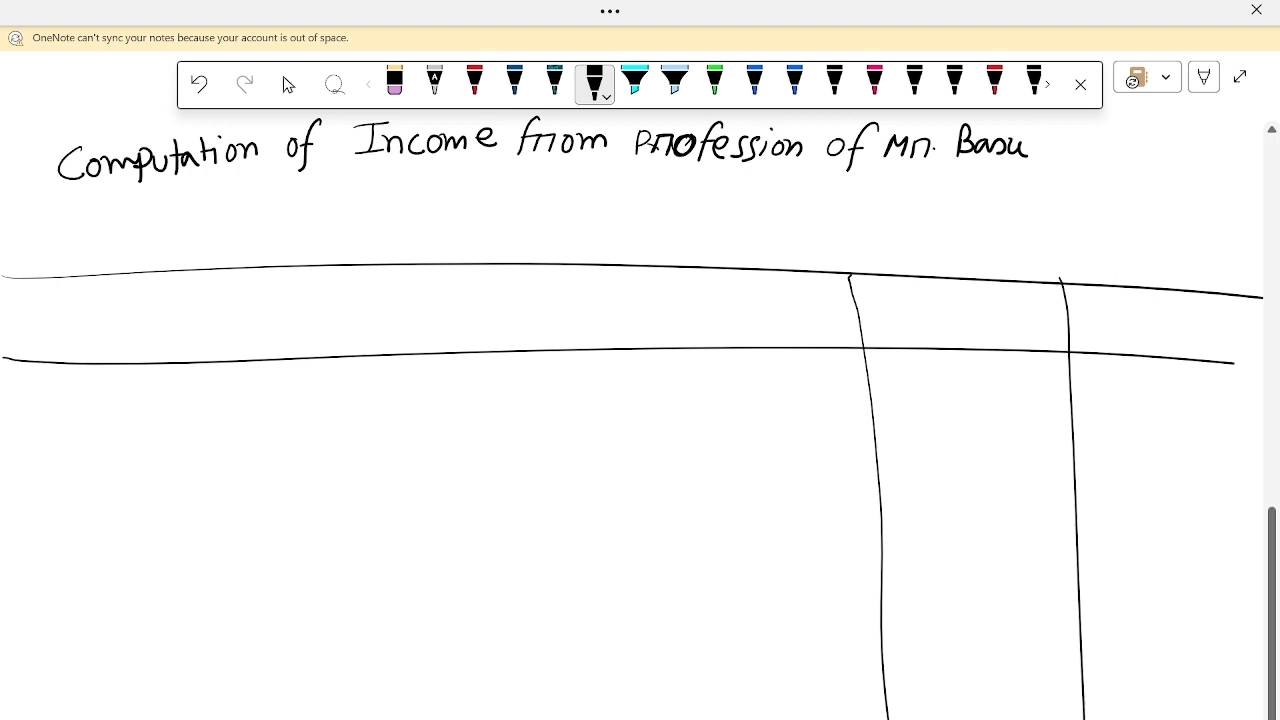 OneNote can't sync your notes because your account is out of space.
A
Computation of Income from Profession of Mr. Basu